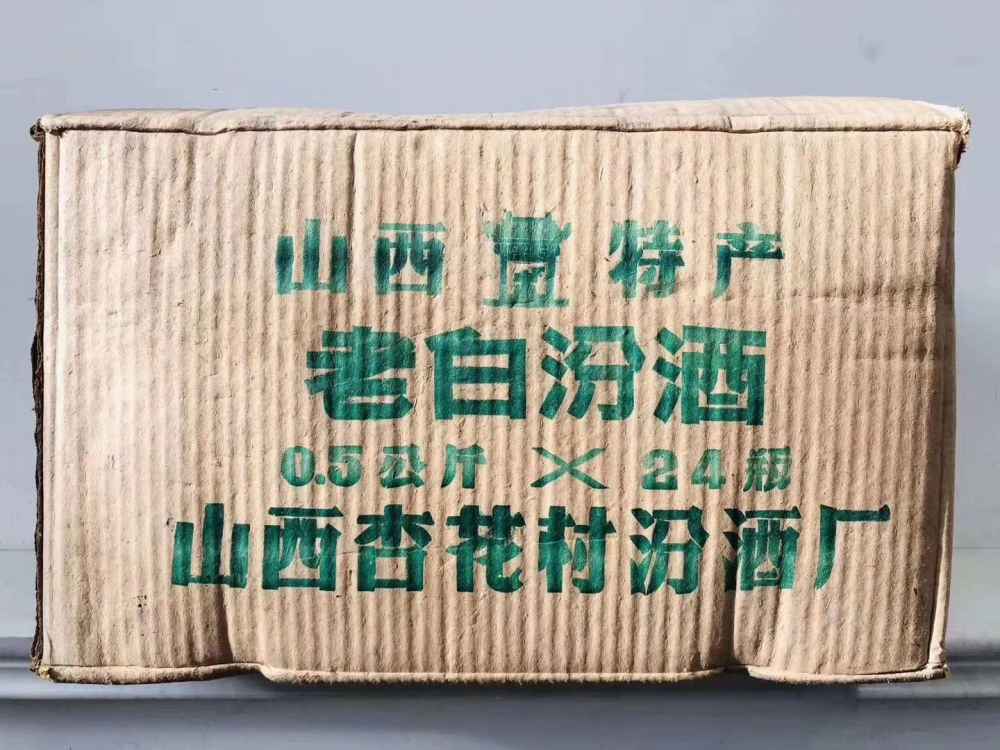 山西 特产
老白汾酒
0.5公斤 × 24瓶
山西杏花村汾酒厂